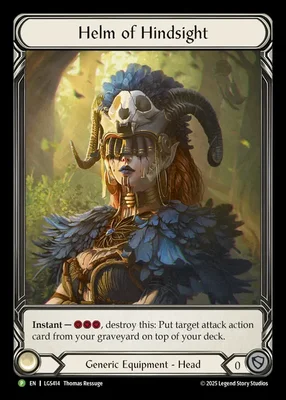 Helm of Hindsight
Instant — , destroy this: Put target attack action
card from your graveyard on top of your deck.
Generic Equipment - Head
0
P EN | LGS414 Thomas Ressuge © 2025 Legend Story Studios